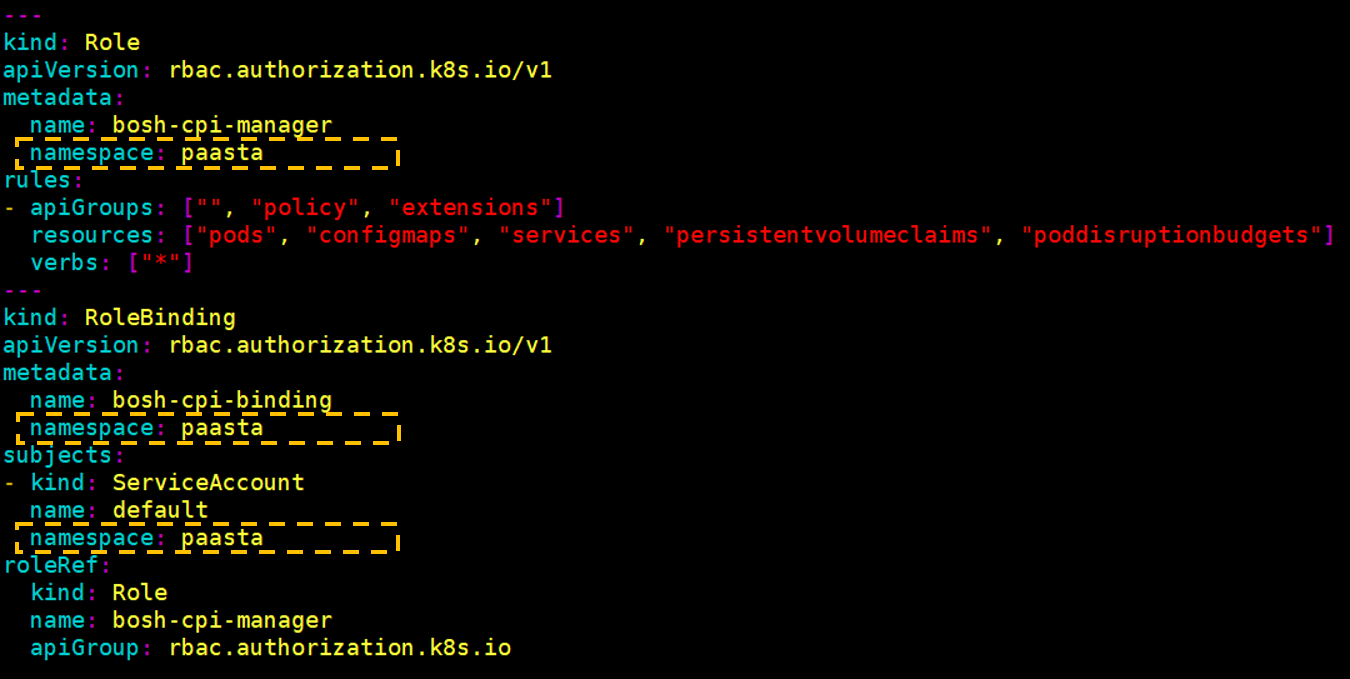 ---
kind: Role
apiVersion: rbac.authorization.k8s.io/v1
metadata:
  name: bosh-cpi-manager
  namespace: paasta
rules:
- apiGroups: ["", "policy", "extensions"]
  resources: ["pods", "configmaps", "services", "persistentvolumeclaims", "poddisruptionbudgets"]
  verbs: ["*"]
---
kind: RoleBinding
apiVersion: rbac.authorization.k8s.io/v1
metadata:
  name: bosh-cpi-binding
  namespace: paasta
subjects:
- kind: ServiceAccount
  name: default
  namespace: paasta
roleRef:
  kind: Role
  name: bosh-cpi-manager
  apiGroup: rbac.authorization.k8s.io